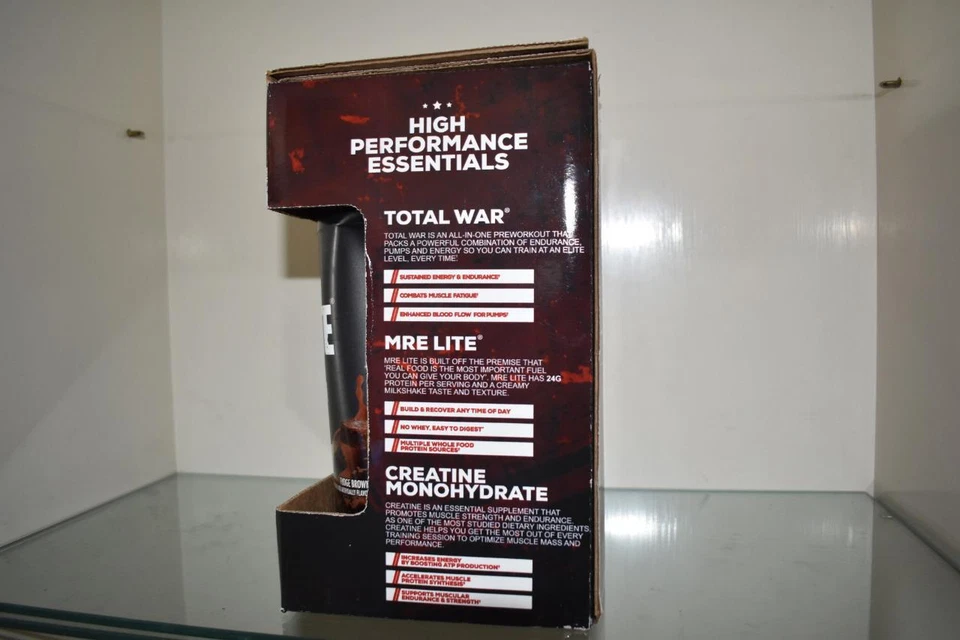 HIGH
PERFORMANCE
ESSENTIALS
TOTAL WAR®
TOTAL WAR IS AN ALL-IN-ONE PREWORKOUT THAT
PACKS A POWERFUL COMBINATION OF ENDURANCE,
PUMPS AND ENERGY SO YOU CAN TRAIN AT AN ELITE
LEVEL, EVERY TIME!
SUSTAINED ENERGY & ENDURANCE†
COMBATS MUSCLE FATIGUE†
ENHANCED BLOOD FLOW FOR PUMPS†
E
MRE LITE®
MRE LITE IS BUILT OFF THE PREMISE THAT
'REAL FOOD IS THE MOST IMPORTANT FUEL
YOU CAN GIVE YOUR BODY'. MRE LITE HAS 24G
PROTEIN PER SERVING AND A CREAMY
MILKSHAKE TASTE AND TEXTURE.
BUILD & RECOVER ANY TIME OF DAY
NO WHEY, EASY TO DIGEST*
MULTIPLE WHOLE FOOD
PROTEIN SOURCES†
FUDGE BROWN
CREATINE
MONOHYDRATE
CREATINE IS AN ESSENTIAL SUPPLEMENT THAT
PROMOTES MUSCLE STRENGTH AND ENDURANCE.
AS ONE OF THE MOST STUDIED DIETARY INGREDIENTS,
CREATINE HELPS YOU GET THE MOST OUT OF EVERY
TRAINING SESSION TO OPTIMIZE MUSCLE MASS AND
PERFORMANCE.
INCREASES ENERGY
BY BOOSTING ATP PRODUCTION†
ACCELERATES MUSCLE
PROTEIN SYNTHESIS†
SUPPORTS MUSCULAR
ENDURANCE & STRENGTH†